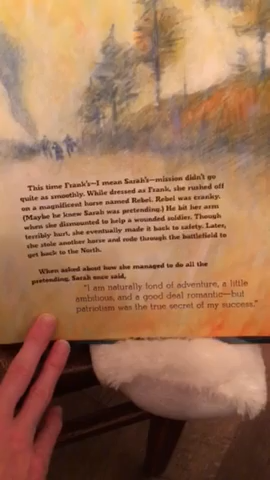 This time Frank's—I mean Sarah's—mission didn't go
quite as smoothly. While dressed as Frank, she rushed off
on a magnificent horse named Rebel. Rebel was cranky.
(Maybe he knew Sarah was pretending.) He bit her arm
when she dismounted to help a wounded soldier. Though
terribly hurt, she eventually made it back to safety. Later,
she stole another horse and rode through the battlefield to
get back to the North.
When asked about how she managed to do all the
pretending, Sarah once said,
"I am naturally fond of adventure, a little
ambitious, and a good deal romantic—but
patriotism was the true secret of my success."